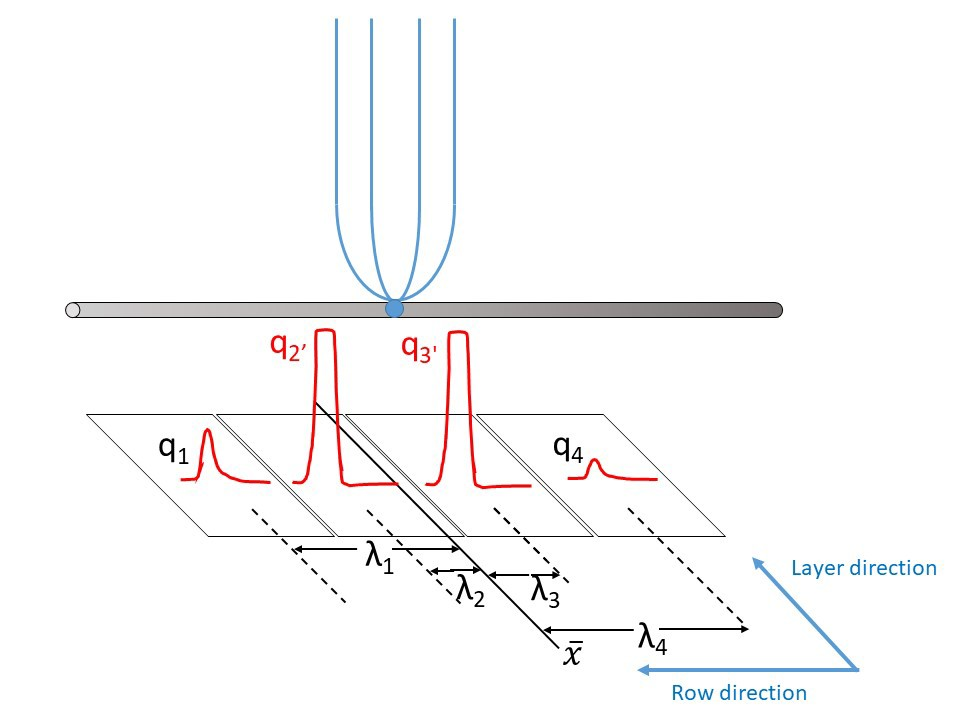 q2′ q3'
q1 q4
λ1
λ2 λ3
λ4
x̄
Layer direction
Row direction